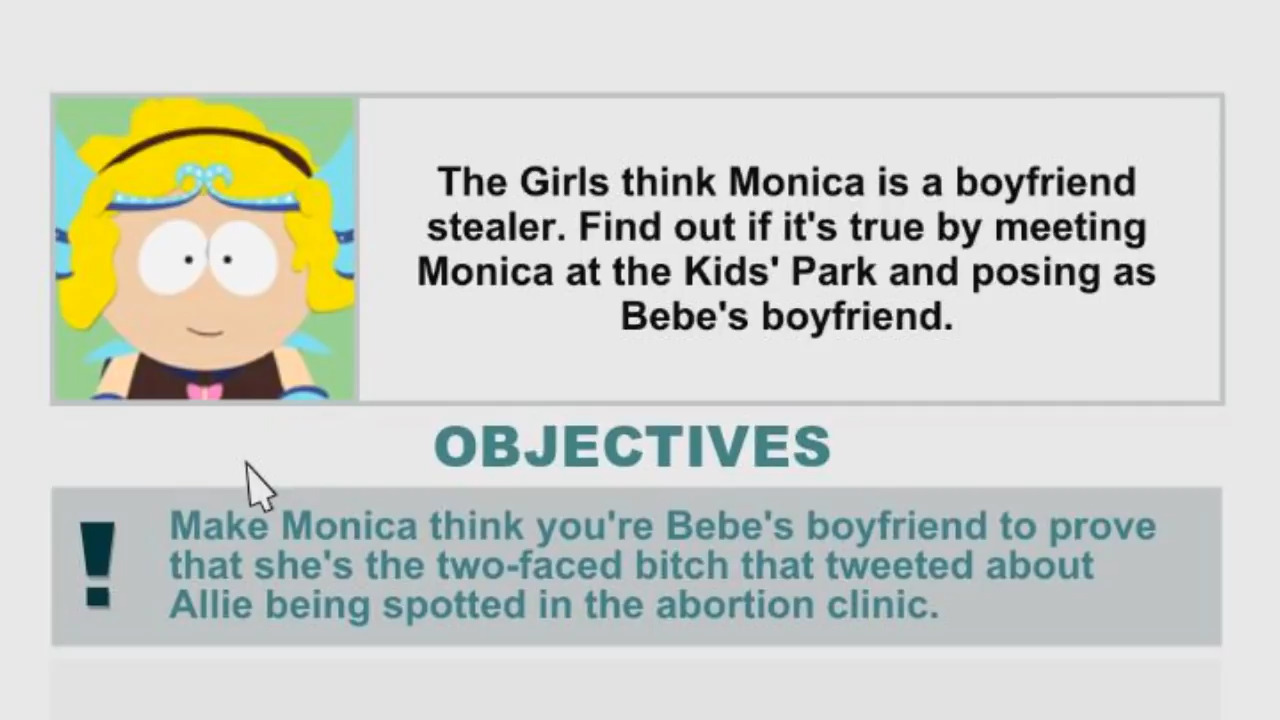 The Girls think Monica is a boyfriend
stealer. Find out if it's true by meeting
Monica at the Kids' Park and posing as
Bebe's boyfriend.
OBJECTIVES
! Make Monica think you're Bebe's boyfriend to prove
that she's the two-faced bitch that tweeted about
Allie being spotted in the abortion clinic.